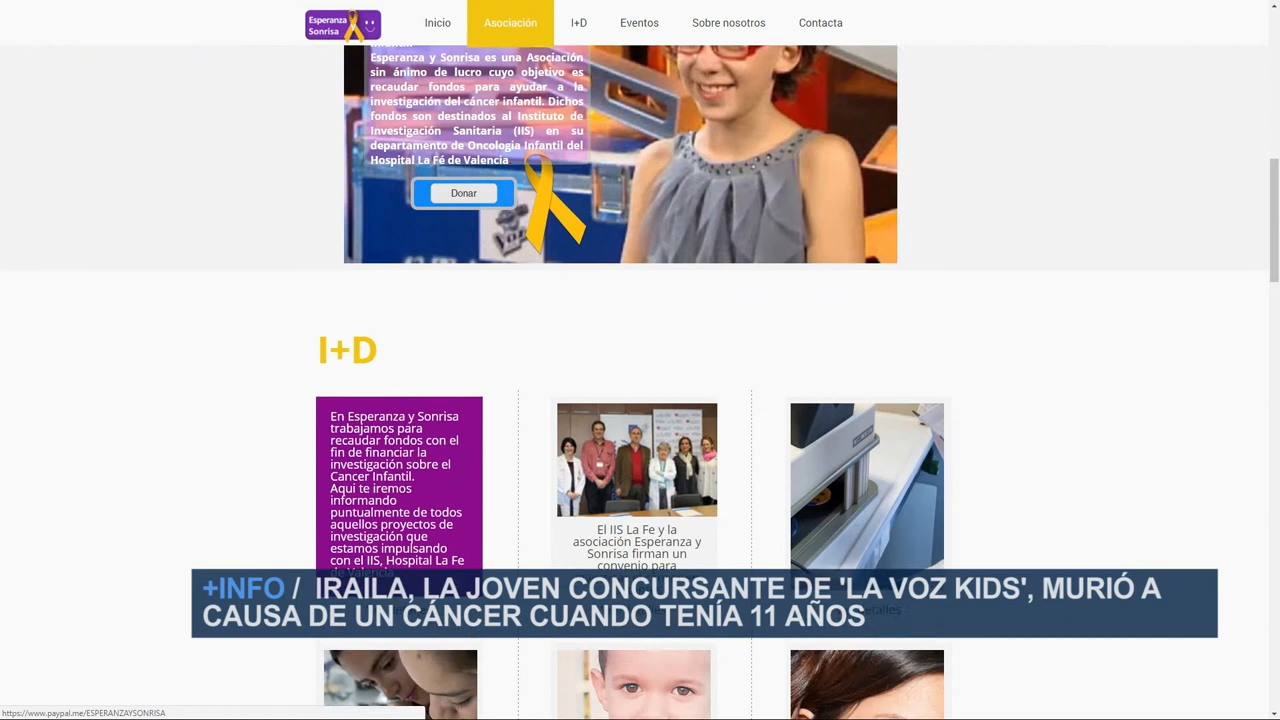 Esperanza
Sonrisa
Inicio
Asociación
I+D
Eventos
Sobre nosotros
Contacta
Esperanza y Sonrisa es una Asociación
sin ánimo de lucro cuyo objetivo es
recaudar fondos para ayudar a la
investigación del cáncer infantil. Dichos
fondos son destinados al Instituto de
Investigación Sanitaria (IIS) en su
departamento de Oncologia Infantil del
Hospital La Fé de Valencia
Donar
I+D
En Esperanza y Sonrisa
trabajamos para
recaudar fondos con el
fin de financiar la
investigación sobre el
Cancer Infantil.
Aqui te iremos
informando
puntualmente de todos
aquellos proyectos de
investigación que
estamos impulsando
con el IIS, Hospital La Fe
de Valencia
El IIS La Fe y la
asociación Esperanza y
Sonrisa firman un
convenio para
+INFO / IRAILA, LA JOVEN CONCURSANTE DE 'LA VOZ KIDS', MURIÓ A
CAUSA DE UN CÁNCER CUANDO TENÍA 11 AÑOS
https://www.paypal.me/ESPERANZAYSONRISA